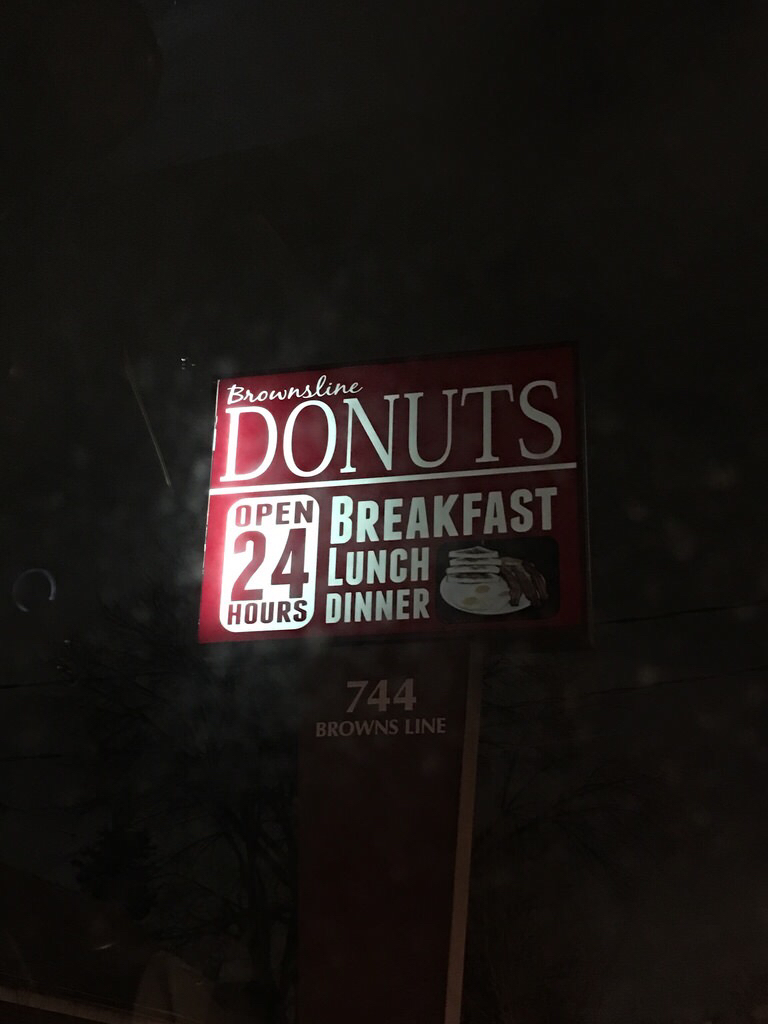 Brownsline
DONUTS
OPEN
24
HOURS
BREAKFAST
LUNCH
DINNER
744
BROWNS LINE